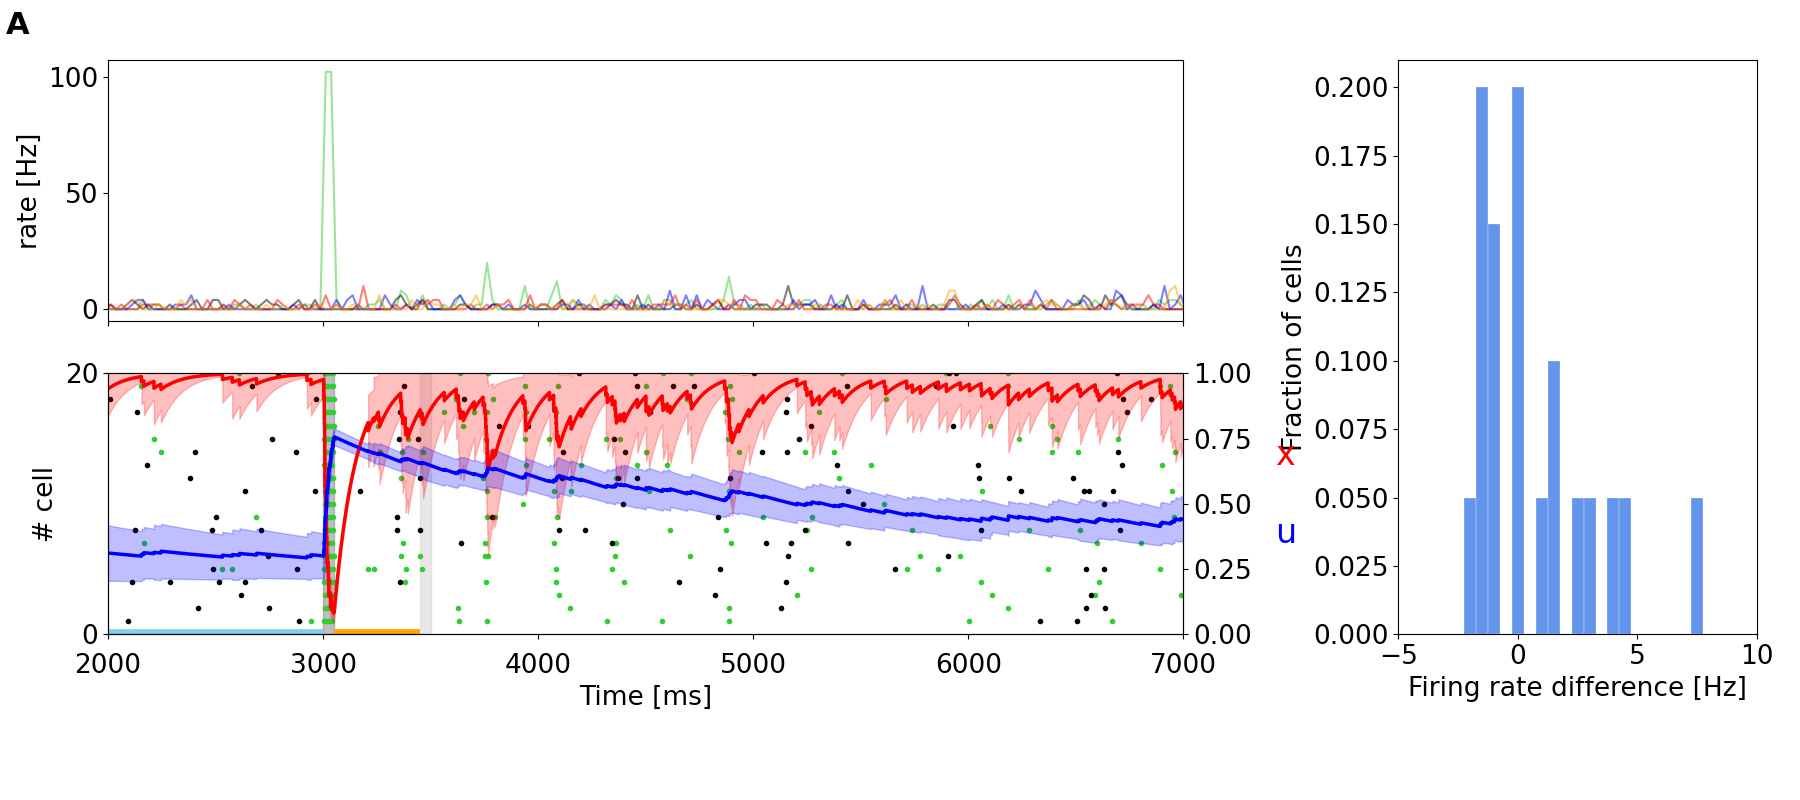 A
100
50
0
rate [Hz]
20
0
# cell
1.00
0.75
0.50
0.25
0.00
x
u
2000 3000 4000 5000 6000 7000
Time [ms]
0.200
0.175
0.150
0.125
0.100
0.075
0.050
0.025
0.000
Fraction of cells
−5 0 5 10
Firing rate difference [Hz]